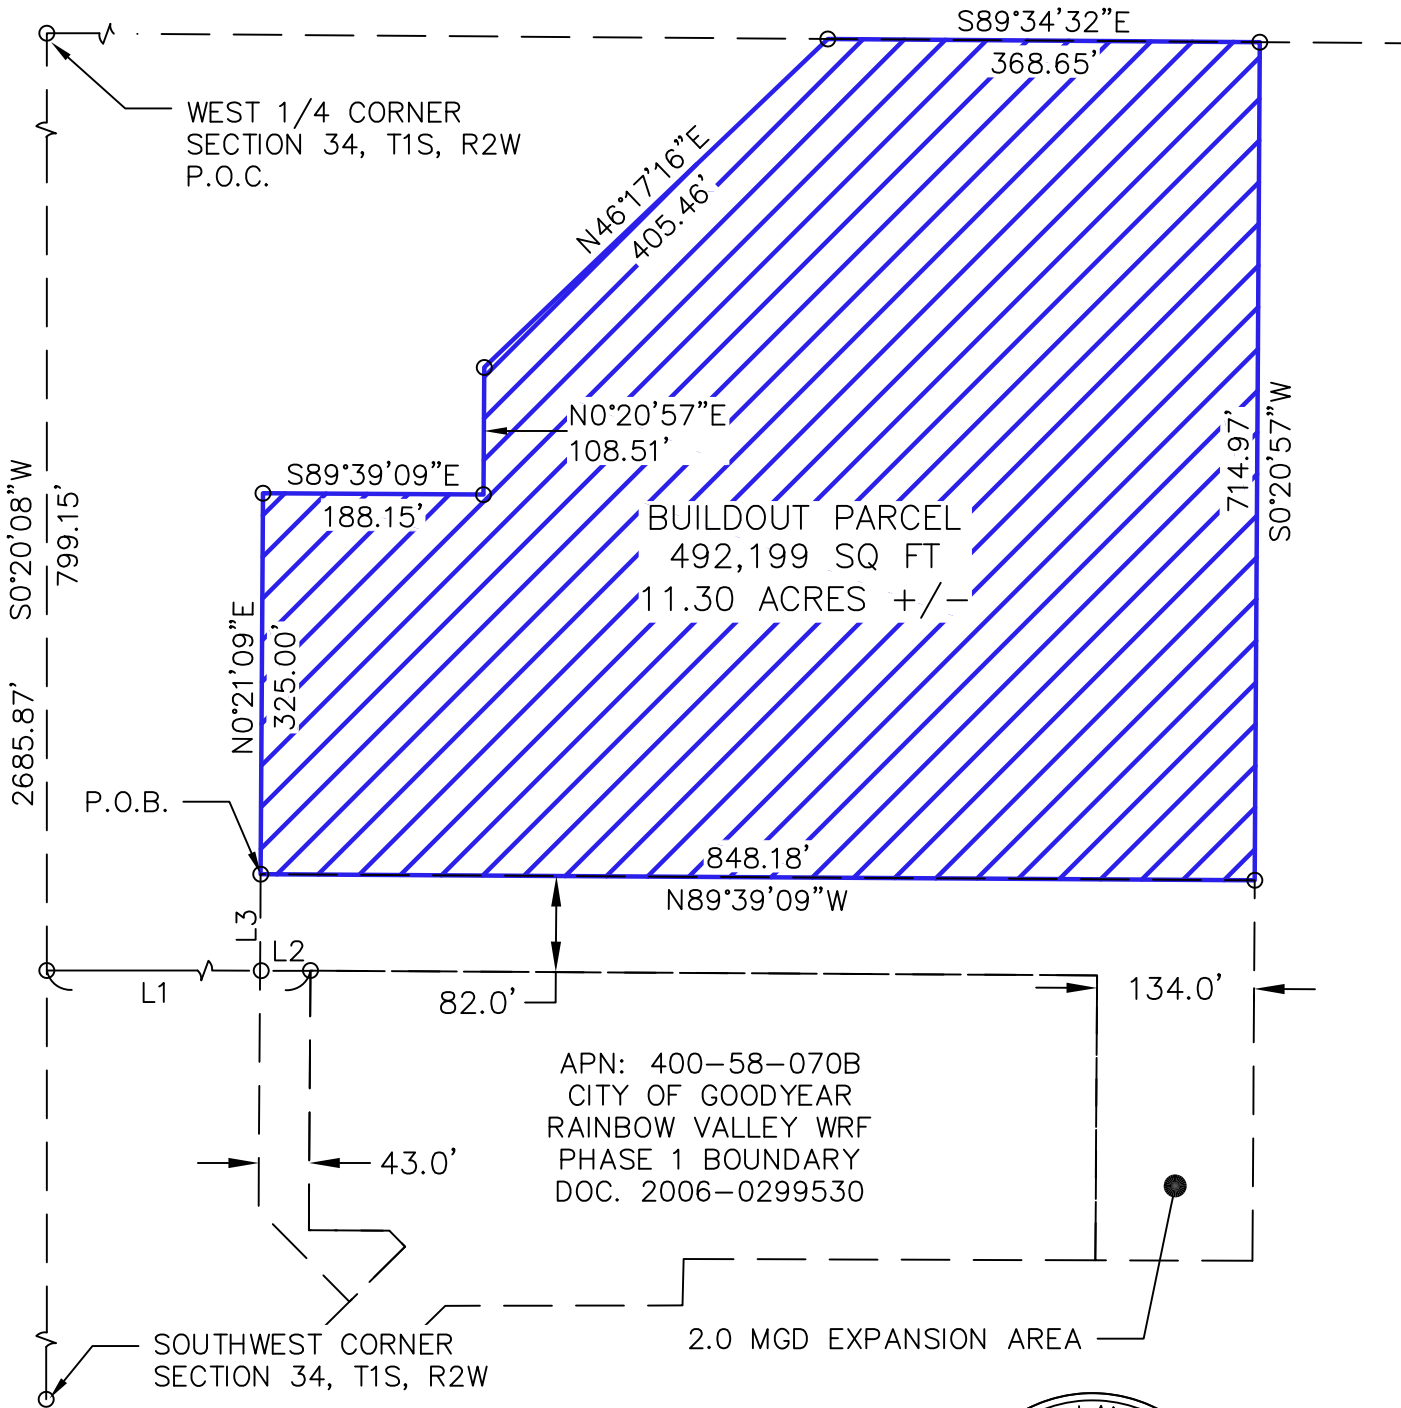 S89°34'32"E
368.65'
WEST 1/4 CORNER
SECTION 34, T1S, R2W
P.O.C.
N46°17'16"E
405.46'
N0°20'57"E
108.51'
S89°39'09"E
188.15'
S0°20'08"W
799.15'
2685.87'
N0°21'09"E
325.00'
BUILDOUT PARCEL
492,199 SQ FT
11.30 ACRES +/-
714.97'
S0°20'57"W
P.O.B.
848.18'
N89°39'09"W
L3
L2
L1
82.0'
134.0'
APN: 400-58-070B
CITY OF GOODYEAR
RAINBOW VALLEY WRF
PHASE 1 BOUNDARY
DOC. 2006-0299530
43.0'
2.0 MGD EXPANSION AREA
SOUTHWEST CORNER
SECTION 34, T1S, R2W